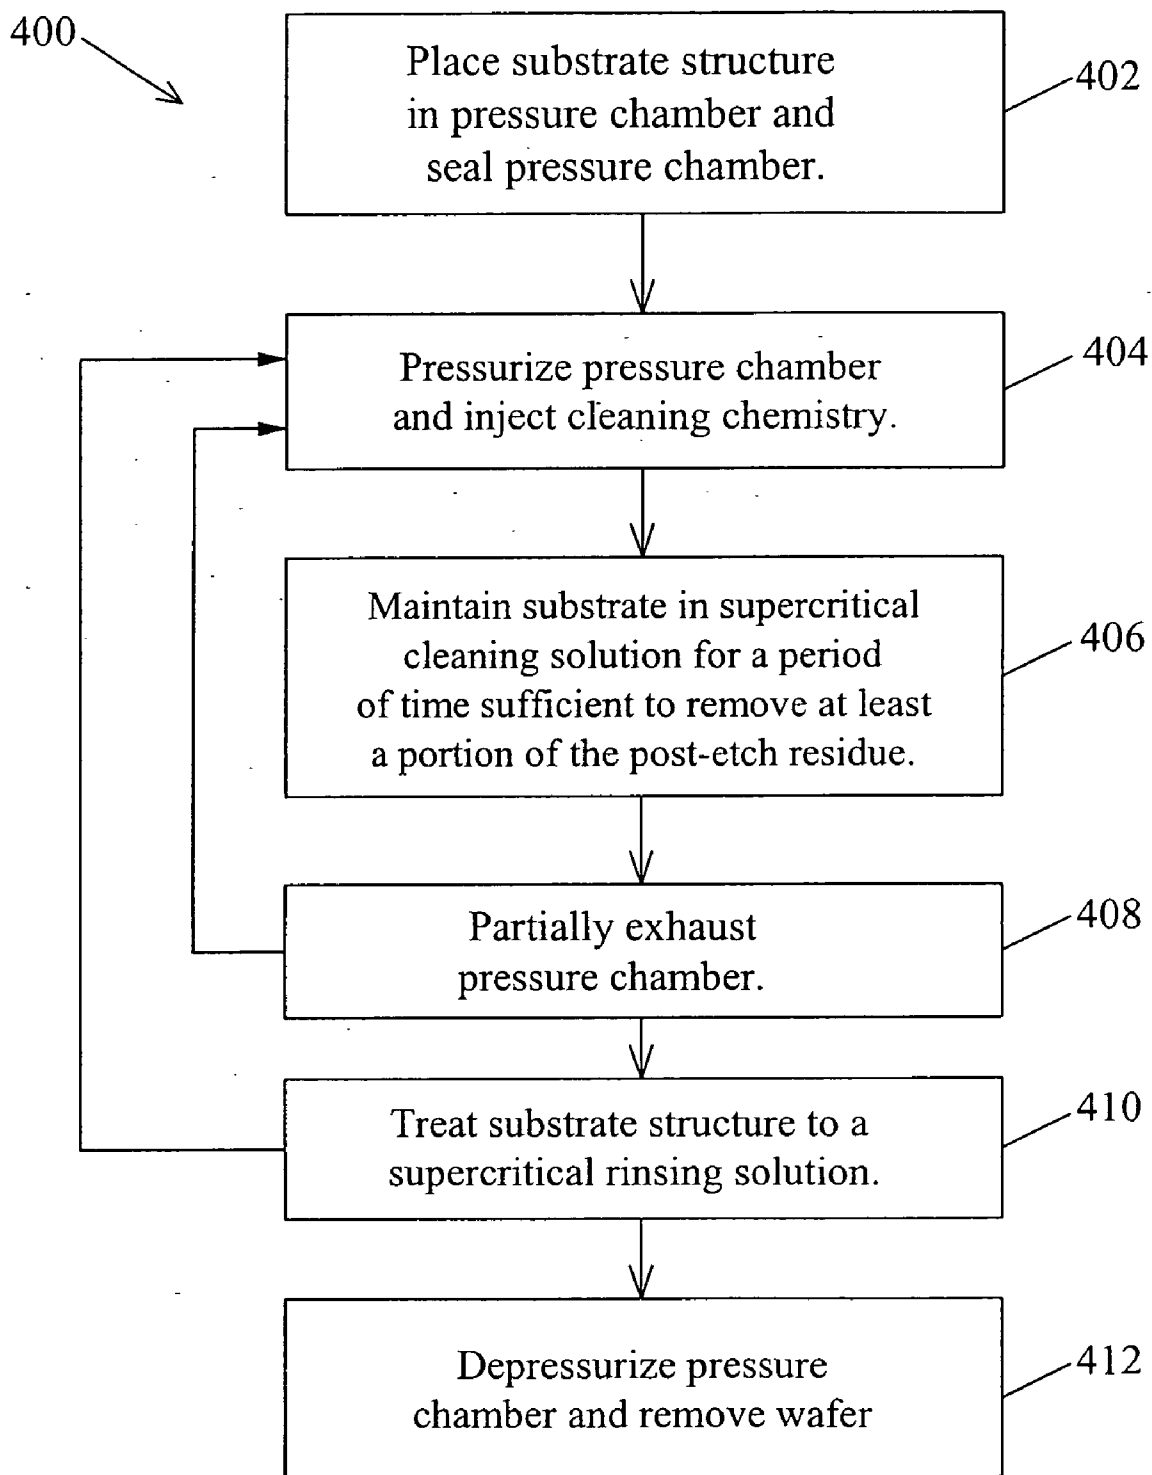 400
Place substrate structure
in pressure chamber and
seal pressure chamber.
402
Pressurize pressure chamber
and inject cleaning chemistry.
404
Maintain substrate in supercritical
cleaning solution for a period
of time sufficient to remove at least
a portion of the post-etch residue.
406
Partially exhaust
pressure chamber.
408
Treat substrate structure to a
supercritical rinsing solution.
410
Depressurize pressure
chamber and remove wafer
412